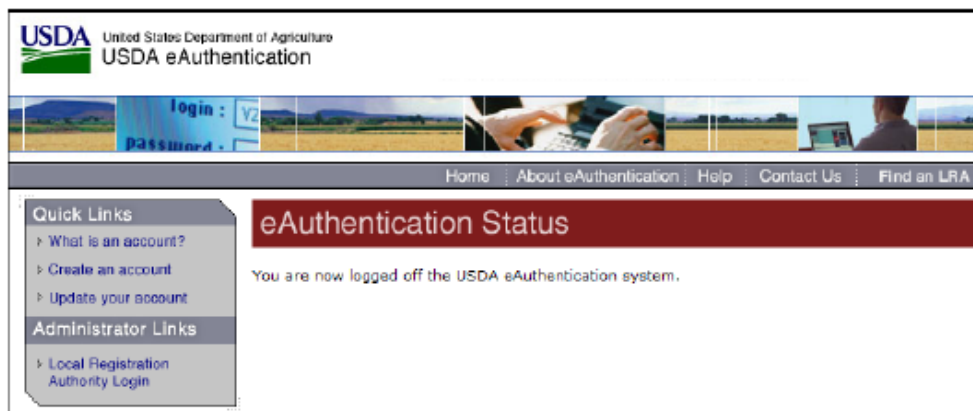 USDA
United States Department of Agriculture
USDA eAuthentication
login :
password :
Home About eAuthentication Help Contact Us Find an LRA
Quick Links
What is an account?
Create an account
Update your account
Administrator Links
Local Registration
Authority Login
eAuthentication Status
You are now logged off the USDA eAuthentication system.